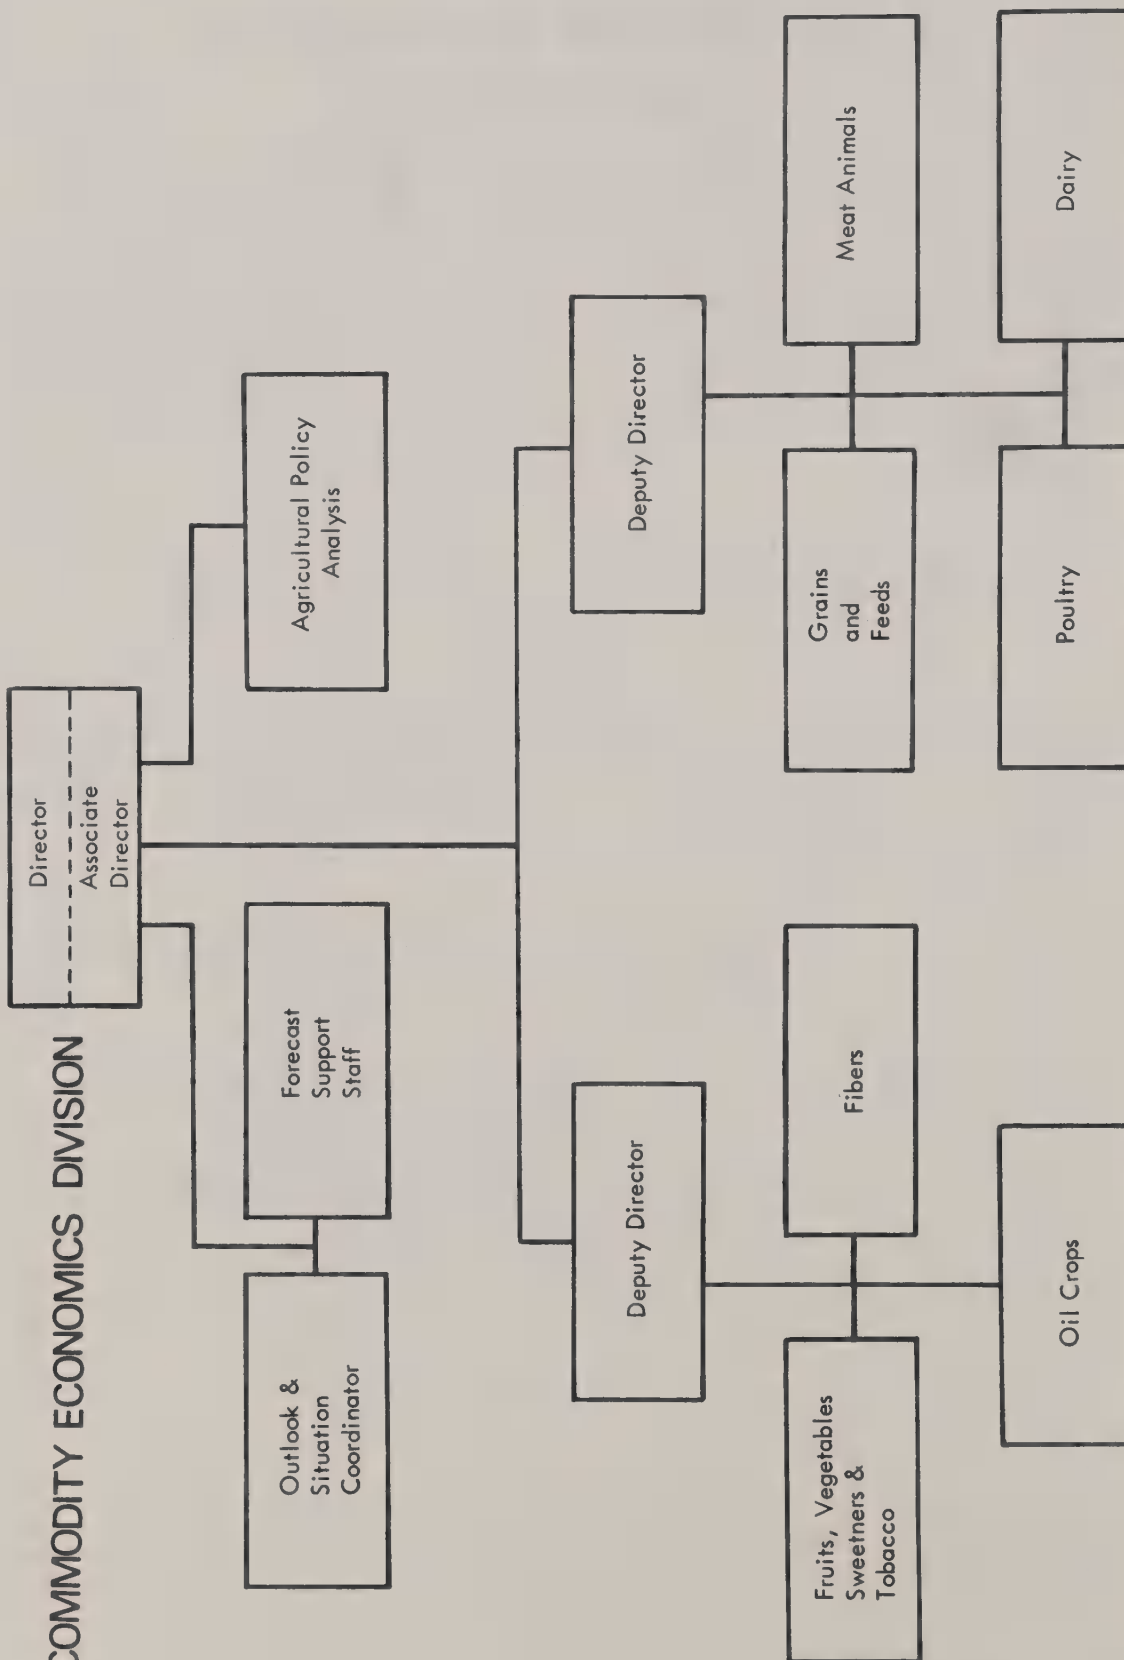 COMMODITY ECONOMICS DIVISION
Director
Associate
Director
Outlook &
Situation
Coordinator
Forecast
Support
Staff
Agricultural Policy
Analysis
Deputy Director
Deputy Director
Fruits, Vegetables
Sweetners &
Tobacco
Fibers
Grains
and
Feeds
Meat Animals
Oil Crops
Poultry
Dairy